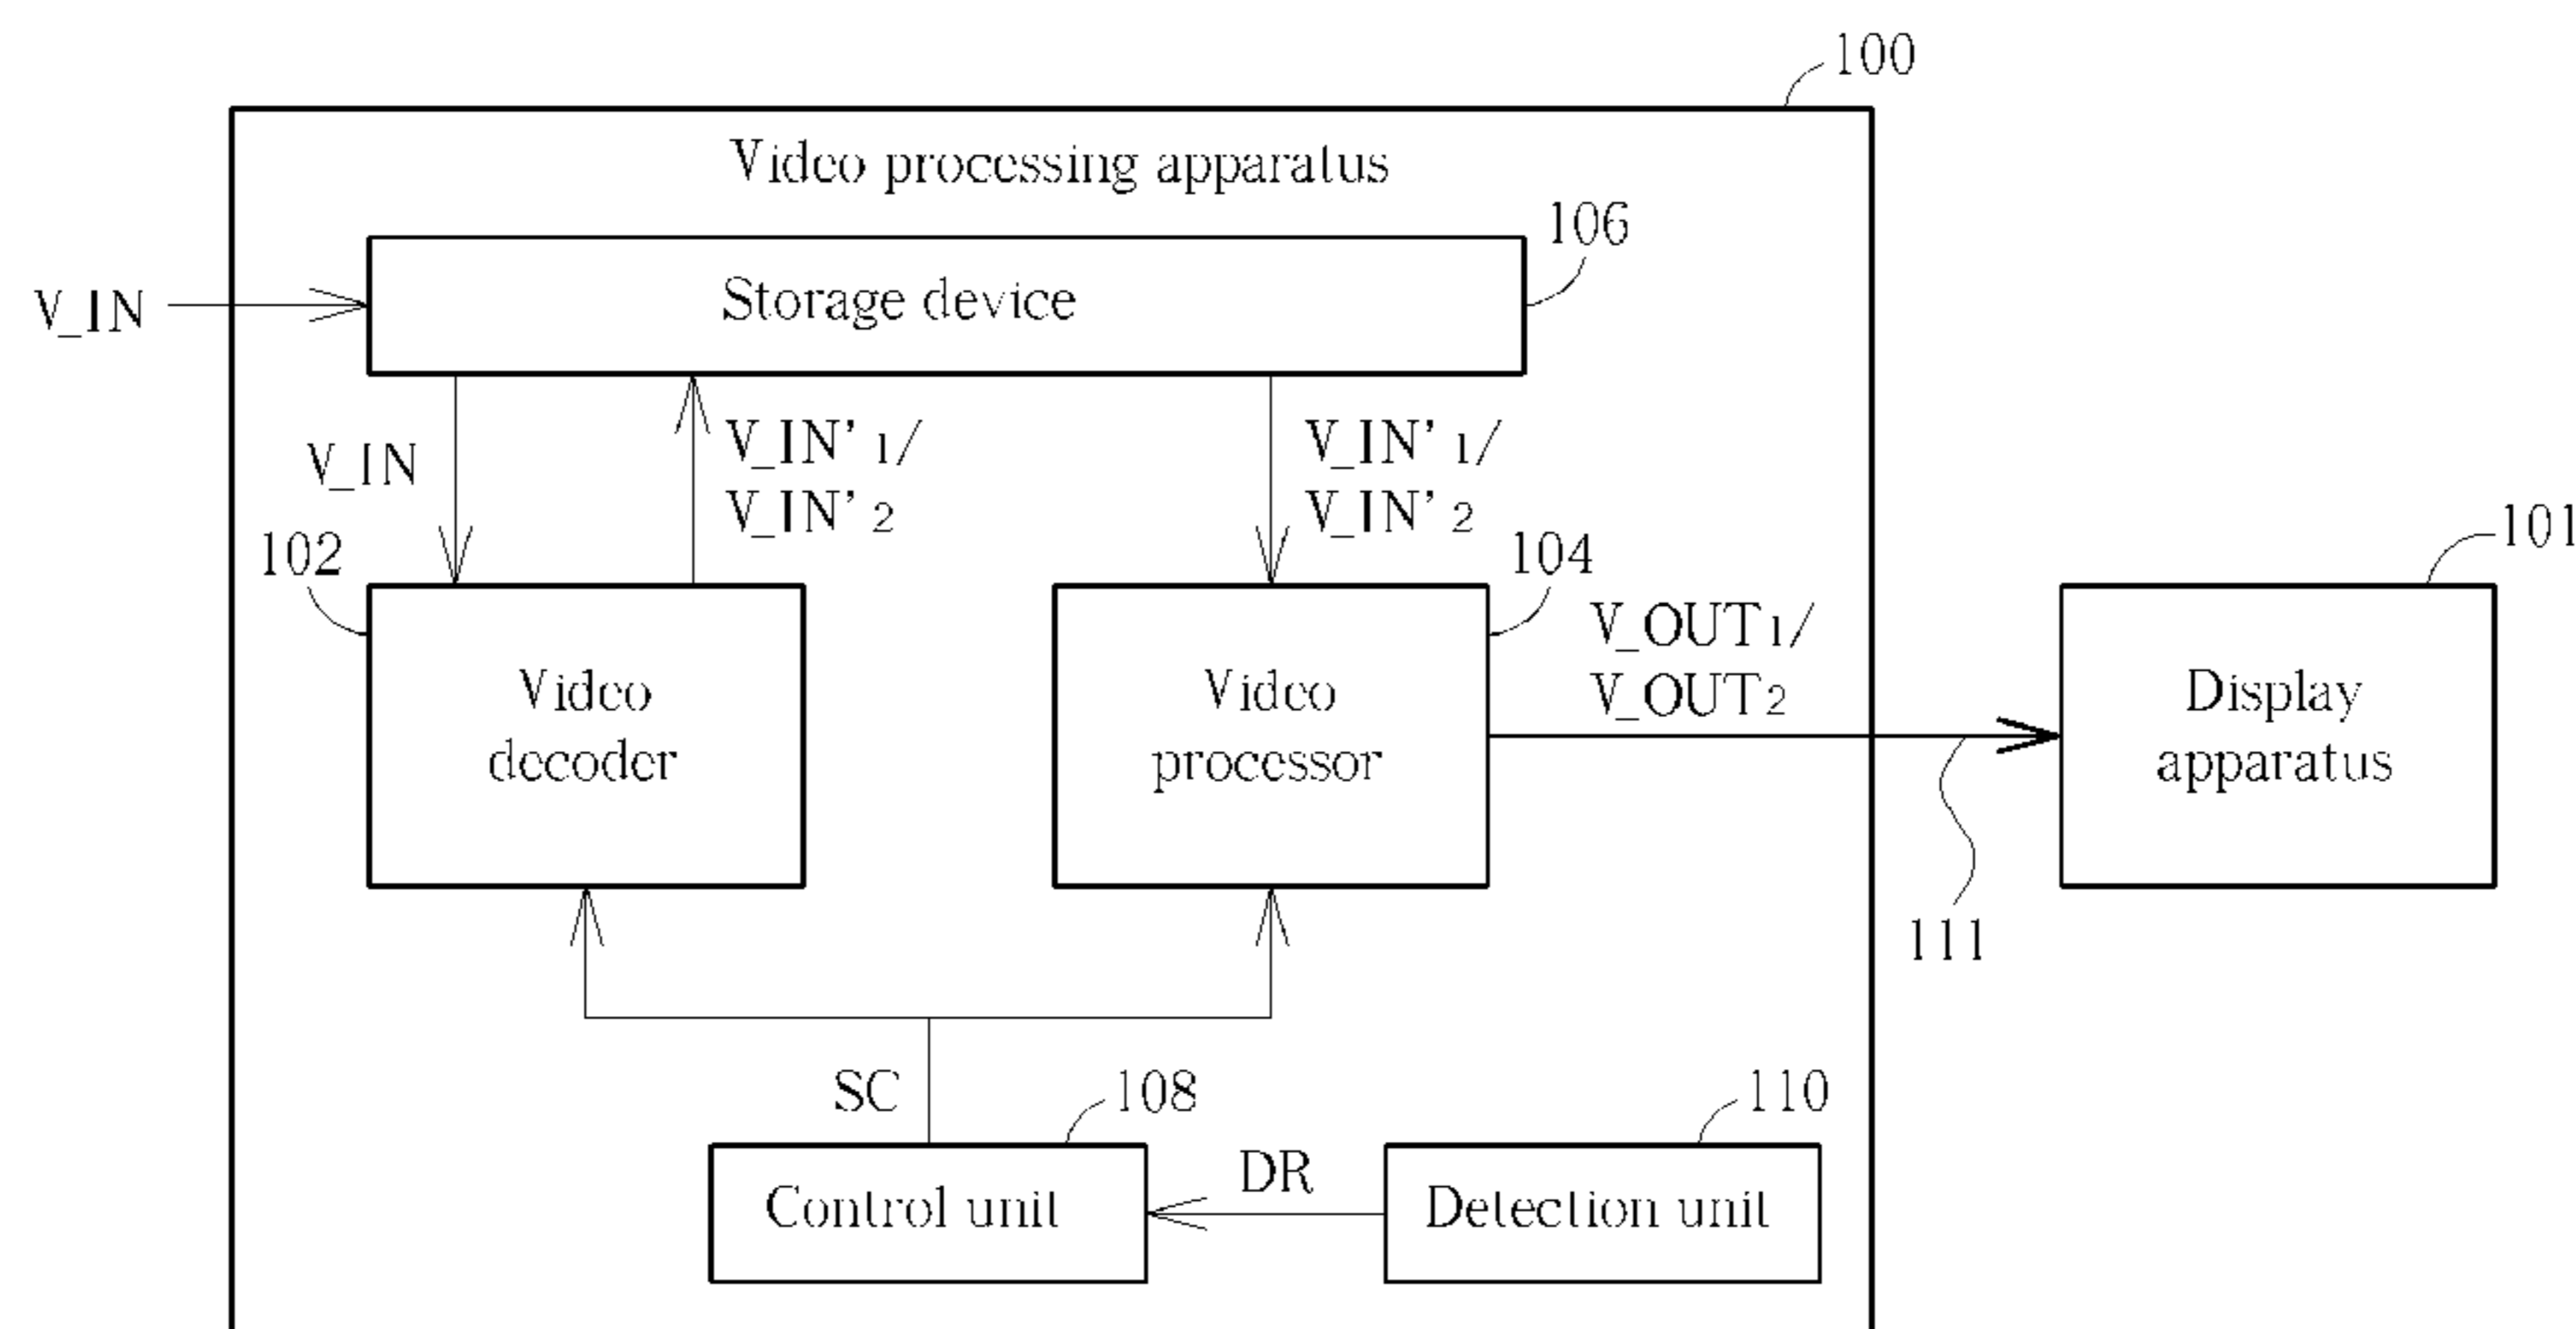 100
Video processing apparatus
106
V_IN
Storage device
V_IN
V_IN'1/
V_IN'2
V_IN'1/
V_IN'2
102
104
101
V_OUT1/
V_OUT2
Video
decoder
Video
processor
Display
apparatus
111
SC
108
110
DR
Control unit
Detection unit